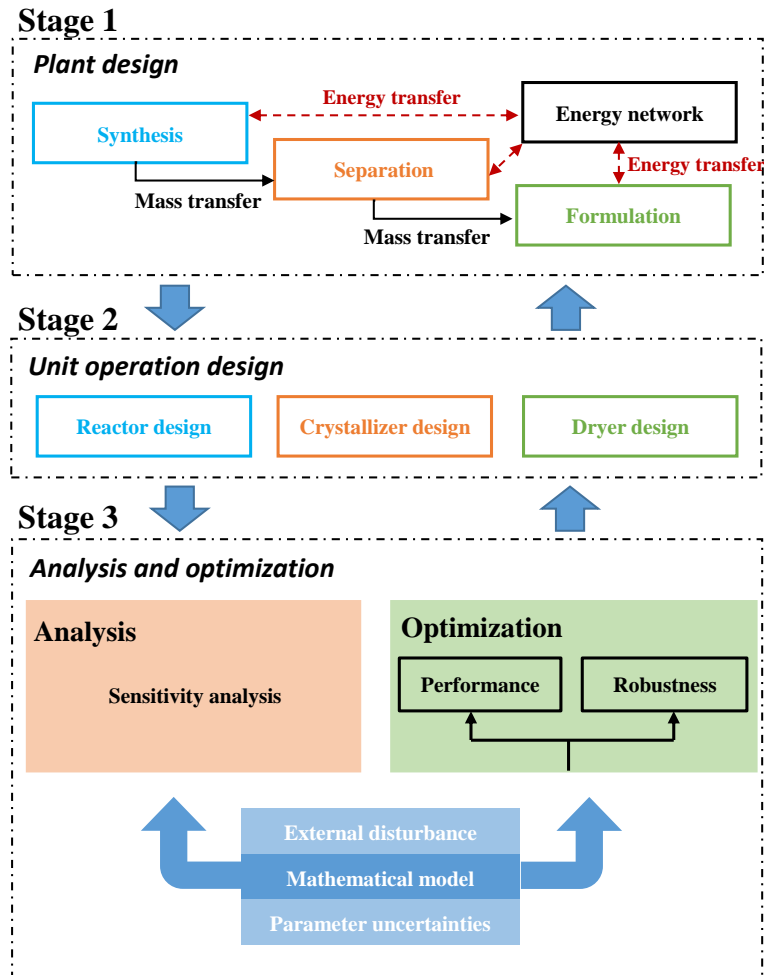 Stage 1
Plant design
Energy transfer
Synthesis
Energy network
Separation
Energy transfer
Mass transfer
Formulation
Mass transfer
Stage 2
Unit operation design
Reactor design
Crystallizer design
Dryer design
Stage 3
Analysis and optimization
Analysis
Optimization
Sensitivity analysis
Performance
Robustness
External disturbance
Mathematical model
Parameter uncertainties